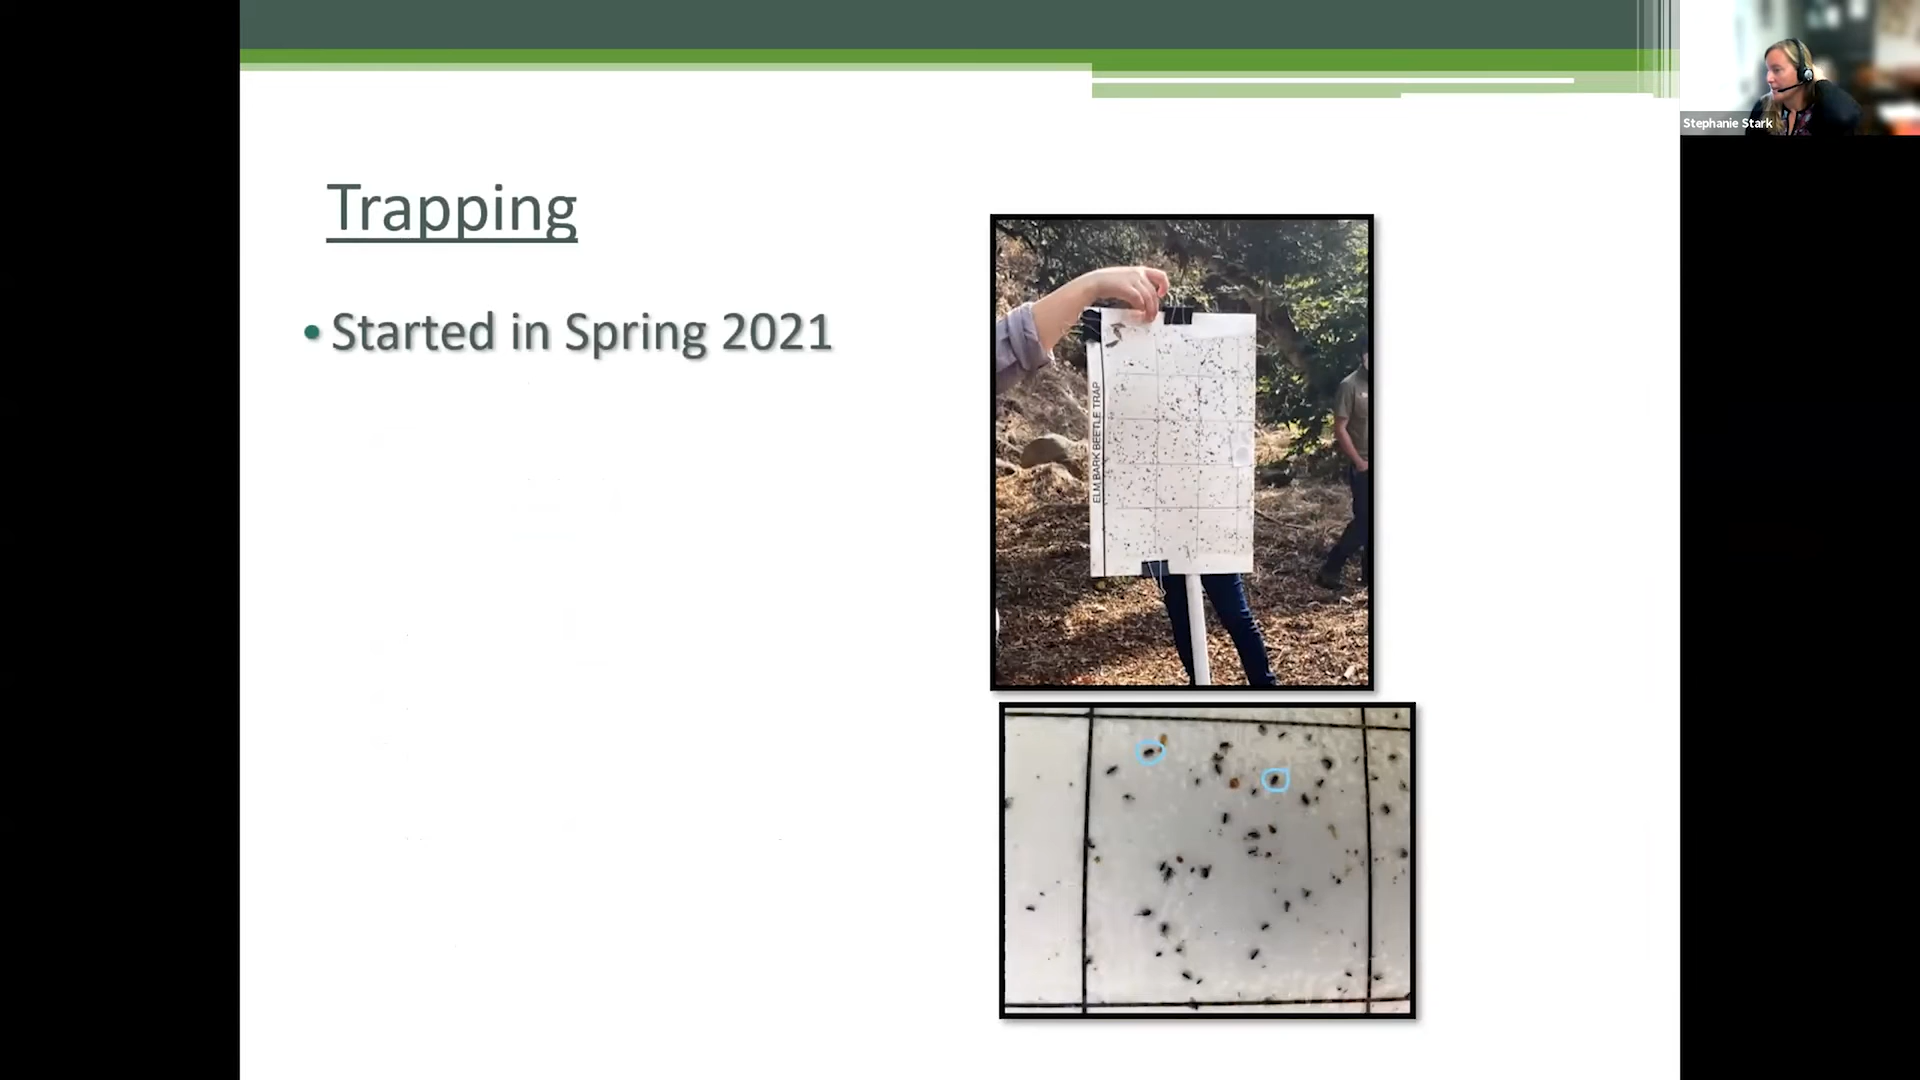 Stephanie Stark
Trapping
• Started in Spring 2021
ELM BARK BEETLE TRAP